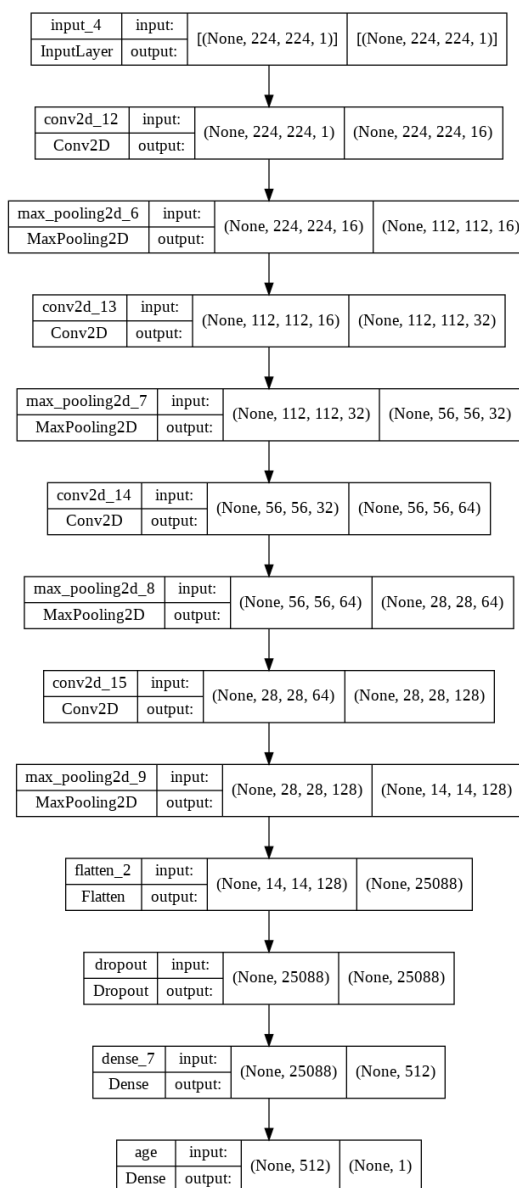 input_4 input: [(None, 224, 224, 1)] [(None, 224, 224, 1)]
InputLayer output:
conv2d_12 input: (None, 224, 224, 1) (None, 224, 224, 16)
Conv2D output:
max_pooling2d_6 input: (None, 224, 224, 16) (None, 112, 112, 16)
MaxPooling2D output:
conv2d_13 input: (None, 112, 112, 16) (None, 112, 112, 32)
Conv2D output:
max_pooling2d_7 input: (None, 112, 112, 32) (None, 56, 56, 32)
MaxPooling2D output:
conv2d_14 input: (None, 56, 56, 32) (None, 56, 56, 64)
Conv2D output:
max_pooling2d_8 input: (None, 56, 56, 64) (None, 28, 28, 64)
MaxPooling2D output:
conv2d_15 input: (None, 28, 28, 64) (None, 28, 28, 128)
Conv2D output:
max_pooling2d_9 input: (None, 28, 28, 128) (None, 14, 14, 128)
MaxPooling2D output:
flatten_2 input: (None, 14, 14, 128) (None, 25088)
Flatten output:
dropout input: (None, 25088) (None, 25088)
Dropout output:
dense_7 input: (None, 25088) (None, 512)
Dense output:
age input: (None, 512) (None, 1)
Dense output: